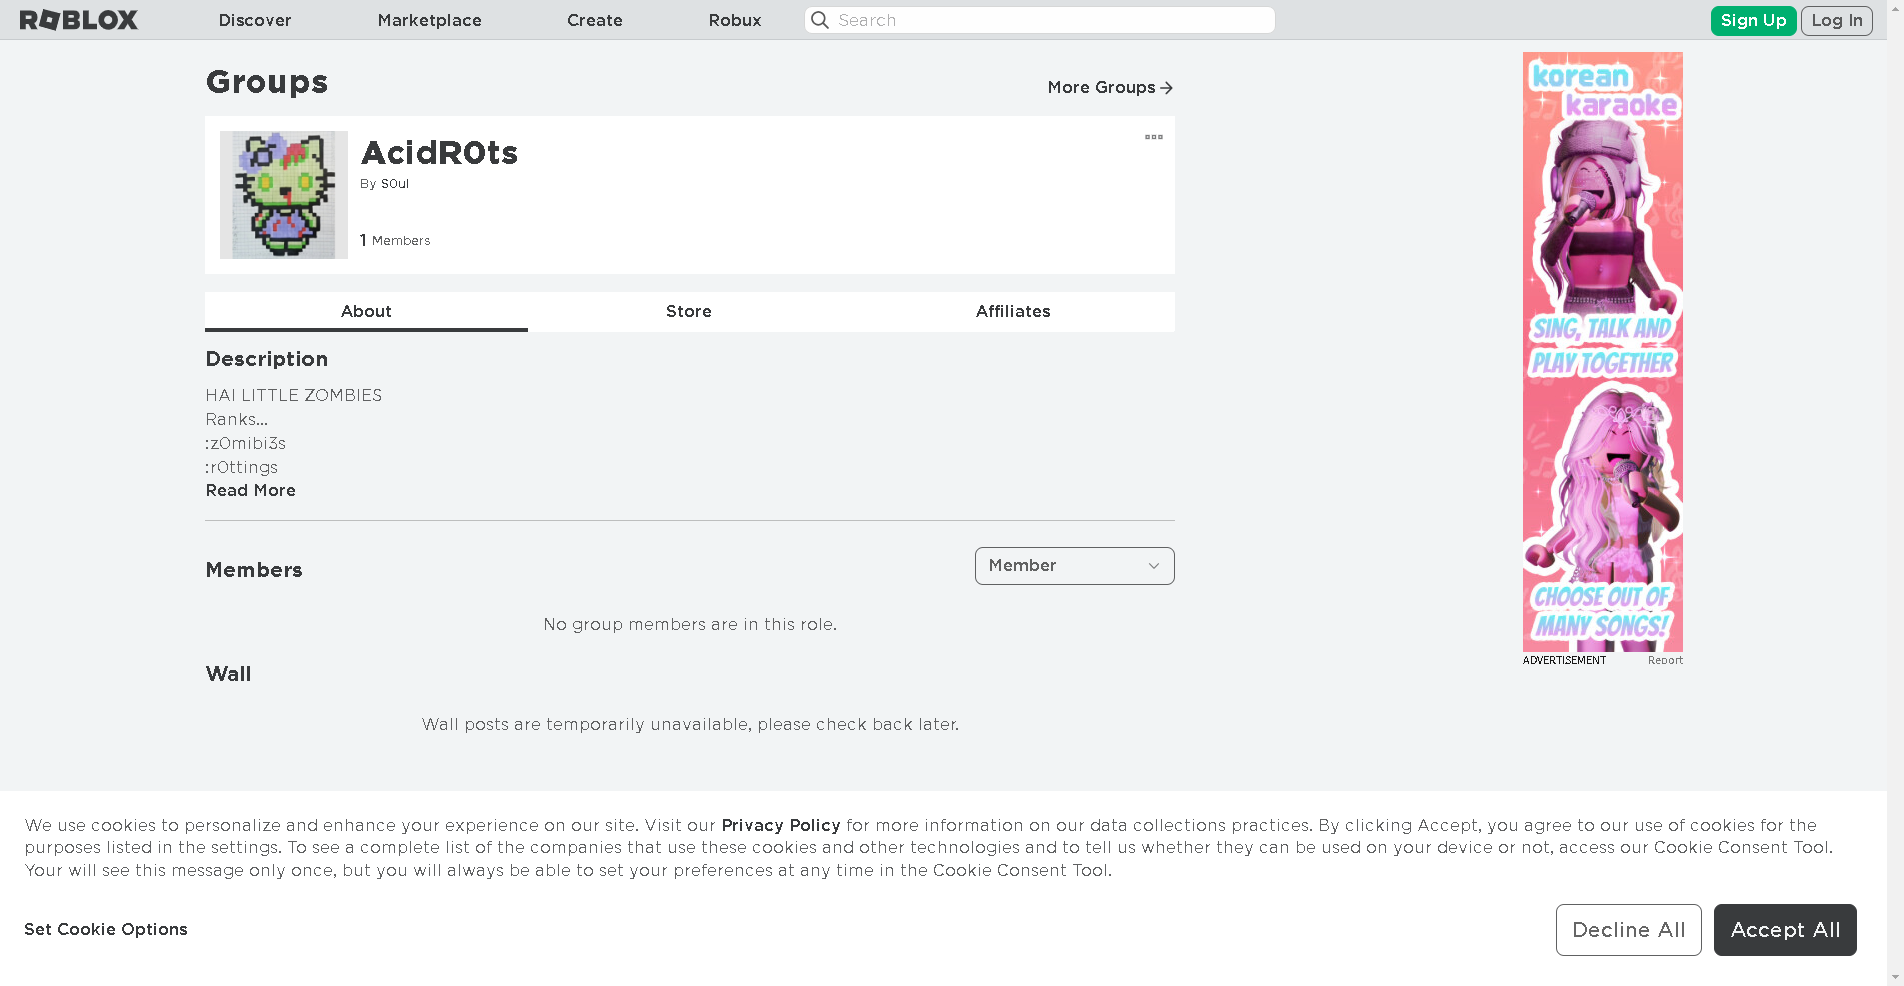 ROBLOX
Discover
Marketplace
Create
Robux
Search
Sign Up
Log In
Groups
More Groups
AcidR0ts
By S0ul
1 Members
About
Store
Affiliates
Description
HAI LITTLE ZOMBIES
Ranks...
:z0mibi3s
:r0ttings
Read More
Members
Member
No group members are in this role.
Wall
Wall posts are temporarily unavailable, please check back later.
korean
karaoke
SING, TALK AND
PLAY TOGETHER
CHOOSE OUT OF
MANY SONGS!
ADVERTISEMENT
Report
We use cookies to personalize and enhance your experience on our site. Visit our Privacy Policy for more information on our data collections practices. By clicking Accept, you agree to our use of cookies for the
purposes listed in the settings. To see a complete list of the companies that use these cookies and other technologies and to tell us whether they can be used on your device or not, access our Cookie Consent Tool.
Your will see this message only once, but you will always be able to set your preferences at any time in the Cookie Consent Tool.
Set Cookie Options
Decline All
Accept All